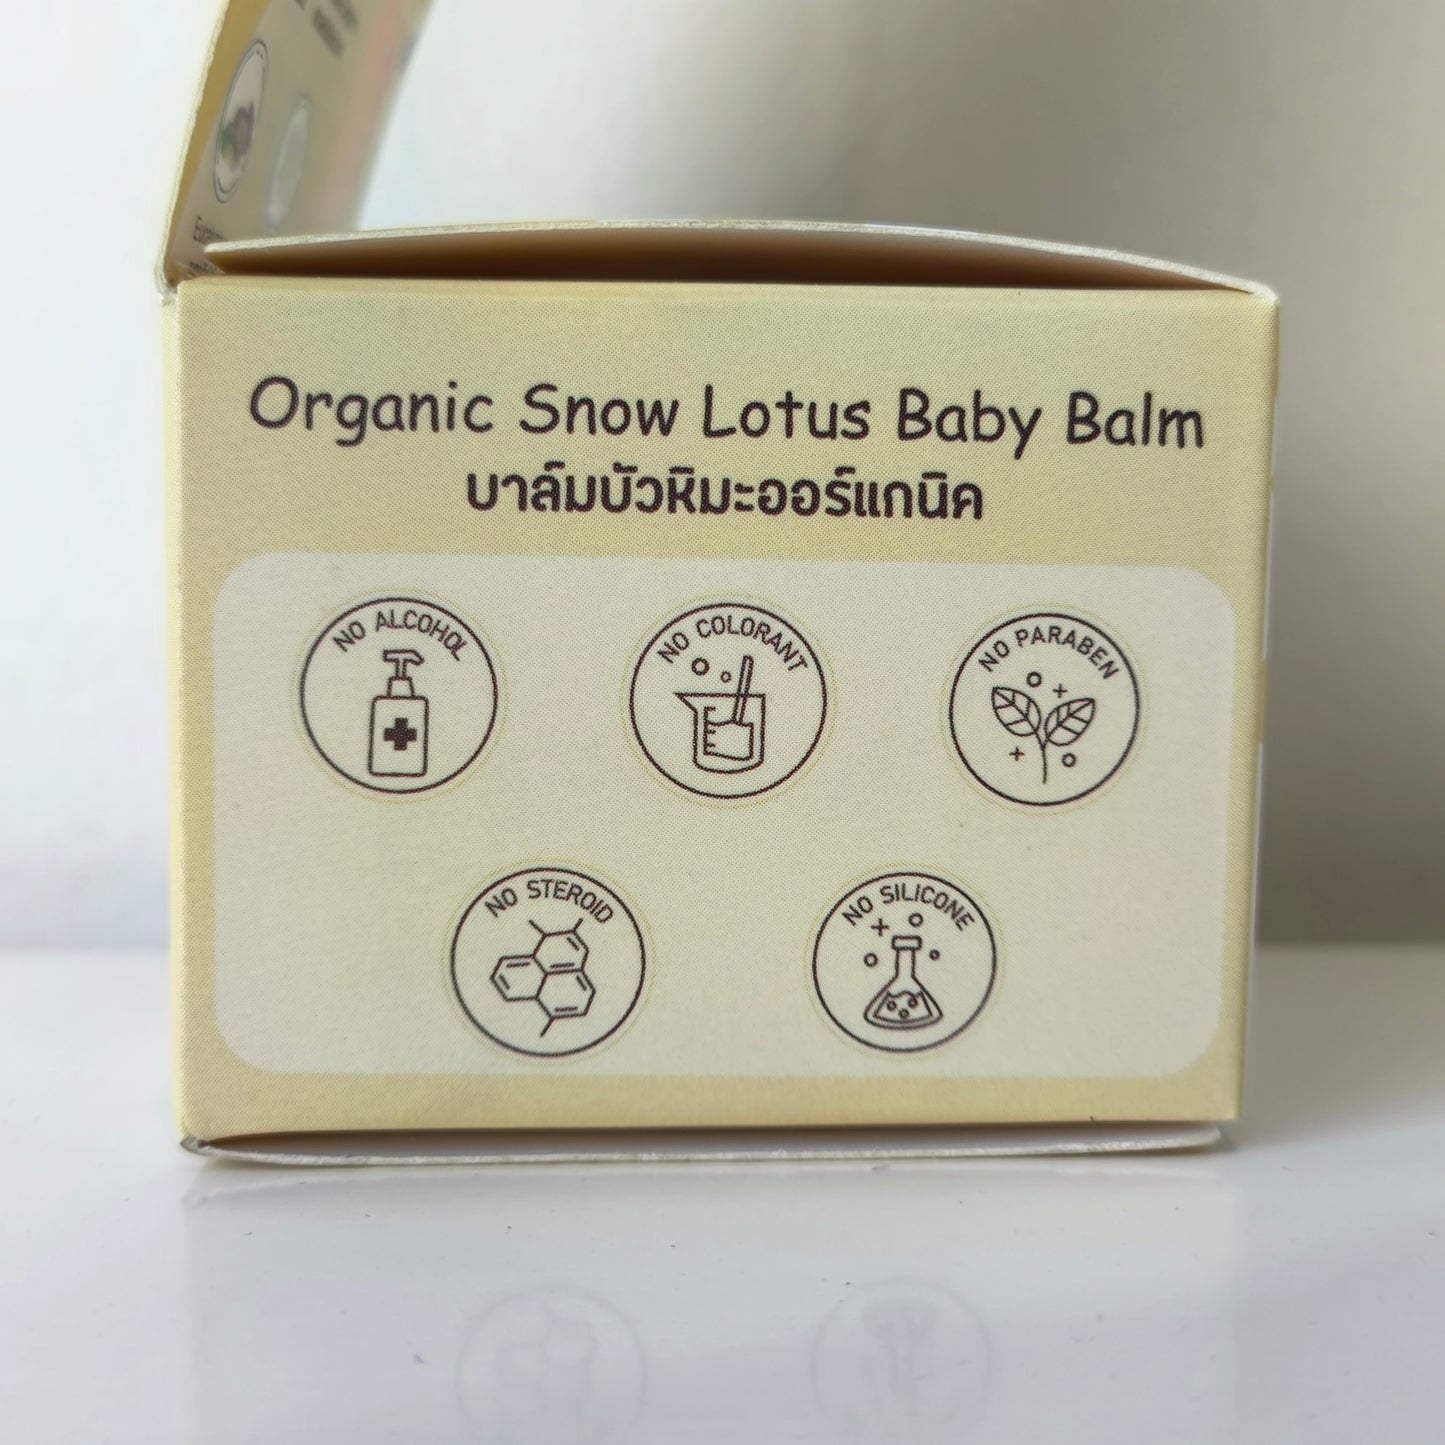 Organic Snow Lotus Baby Balm
บาล์มบัวหิมะออร์แกนิค
NO ALCOHOL
NO COLORANT
NO PARABEN
NO STEROID
NO SILICONE